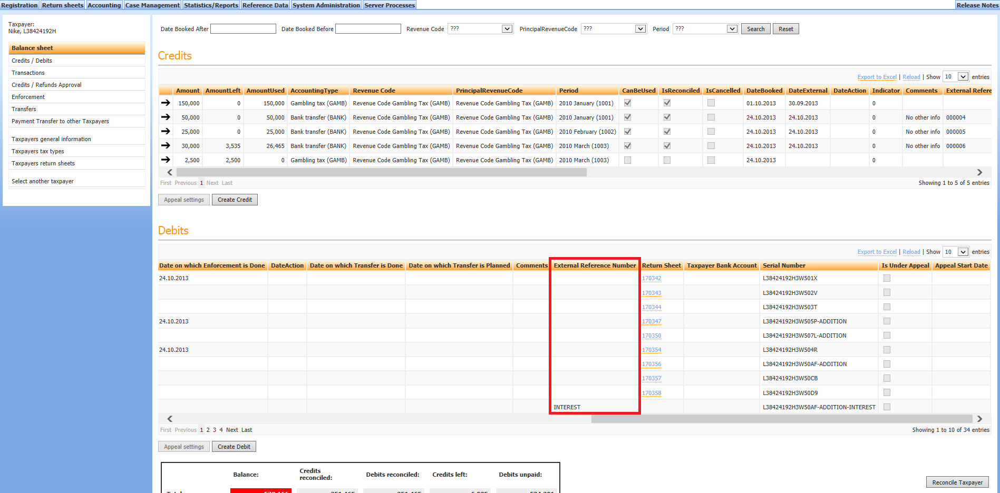 Registration Return sheets Accounting Case Management Statistics/Reports Reference Data System Administration Server Processes Release Notes
Taxpayer:
Nike, L38424192H
Balance sheet
Credits / Debits
Transactions
Credits / Refunds Approval
Enforcement
Transfers
Payment Transfer to other Taxpayers
Taxpayers general information
Taxpayers tax types
Taxpayers return sheets
Select another taxpayer
Date Booked After Date Booked Before Revenue Code ??? PrincipalRevenueCode ??? Period ??? Search Reset
Credits
Export to Excel | Reload | Show 10 entries
Amount AmountLeft AmountUsed AccountingType Revenue Code PrincipalRevenueCode Period CanBeUsed IsReconciled IsCancelled DateBooked DateExternal DateAction Indicator Comments External Refere
150,000 0 150,000 Gambling tax (GAMB) Revenue Code Gambling Tax (GAMB) Revenue Code Gambling Tax (GAMB) 2010 January (1001) 01.10.2013 30.09.2013 0
50,000 0 50,000 Bank transfer (BANK) Revenue Code Gambling Tax (GAMB) Revenue Code Gambling Tax (GAMB) 2010 January (1001) 24.10.2013 24.10.2013 0 No other info 000004
25,000 0 25,000 Bank transfer (BANK) Revenue Code Gambling Tax (GAMB) Revenue Code Gambling Tax (GAMB) 2010 February (1002) 24.10.2013 24.10.2013 0 No other info 000005
30,000 3,535 26,465 Bank transfer (BANK) Revenue Code Gambling Tax (GAMB) Revenue Code Gambling Tax (GAMB) 2010 March (1003) 24.10.2013 24.10.2013 0 No other info 000006
2,500 2,500 0 Gambling tax (GAMB) Revenue Code Gambling Tax (GAMB) Revenue Code Gambling Tax (GAMB) 2010 March (1003) 24.10.2013 0
First Previous 1 Next Last Showing 1 to 5 of 5 entries
Appeal settings Create Credit
Debits
Export to Excel | Reload | Show 10 entries
Date on which Enforcement is Done DateAction Date on which Transfer is Done Date on which Transfer is Planned Comments External Reference Number Return Sheet Taxpayer Bank Account Serial Number Is Under Appeal Appeal Start Date
24.10.2013 170342 L38424192H3W501X
170343 L38424192H3W502V
170344 L38424192H3W503T
24.10.2013 170347 L38424192H3W505P-ADDITION
170350 L38424192H3W507L-ADDITION
24.10.2013 170354 L38424192H3W504R
170356 L38424192H3W50AF-ADDITION
170357 L38424192H3W50CB
170358 L38424192H3W50D9
INTEREST L38424192H3W50AF-ADDITION-INTEREST
First Previous 1 2 3 4 Next Last Showing 1 to 10 of 34 entries
Appeal settings Create Debit
Balance: Credits reconciled: Debits reconciled: Credits left: Debits unpaid:
Reconcile Taxpayer